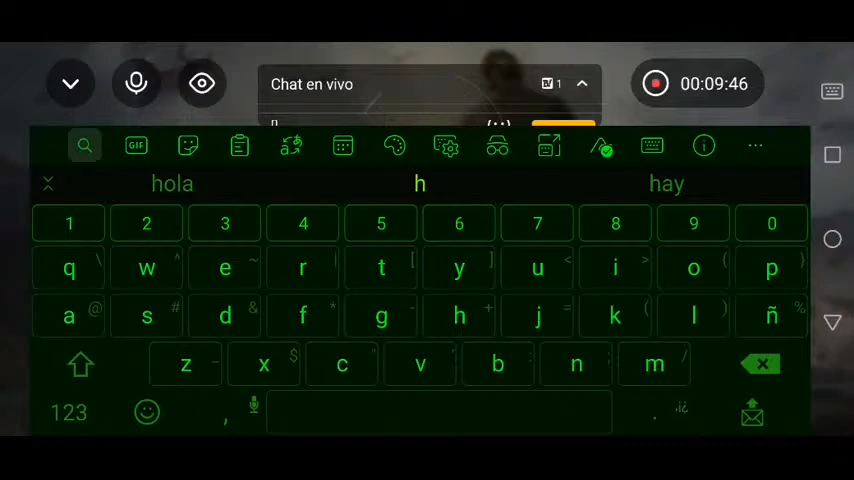 Chat en vivo 1 00:09:46
GIF
hola h hay
1 2 3 4 5 6 7 8 9 0
q \ w ^ e ~ r | t [ y ] u < i > o { p }
a @ s # d & f * g - h + j = k ( l ) ñ %
z _ x $ c " v ' b : n ; m /
123 , . ¡¿